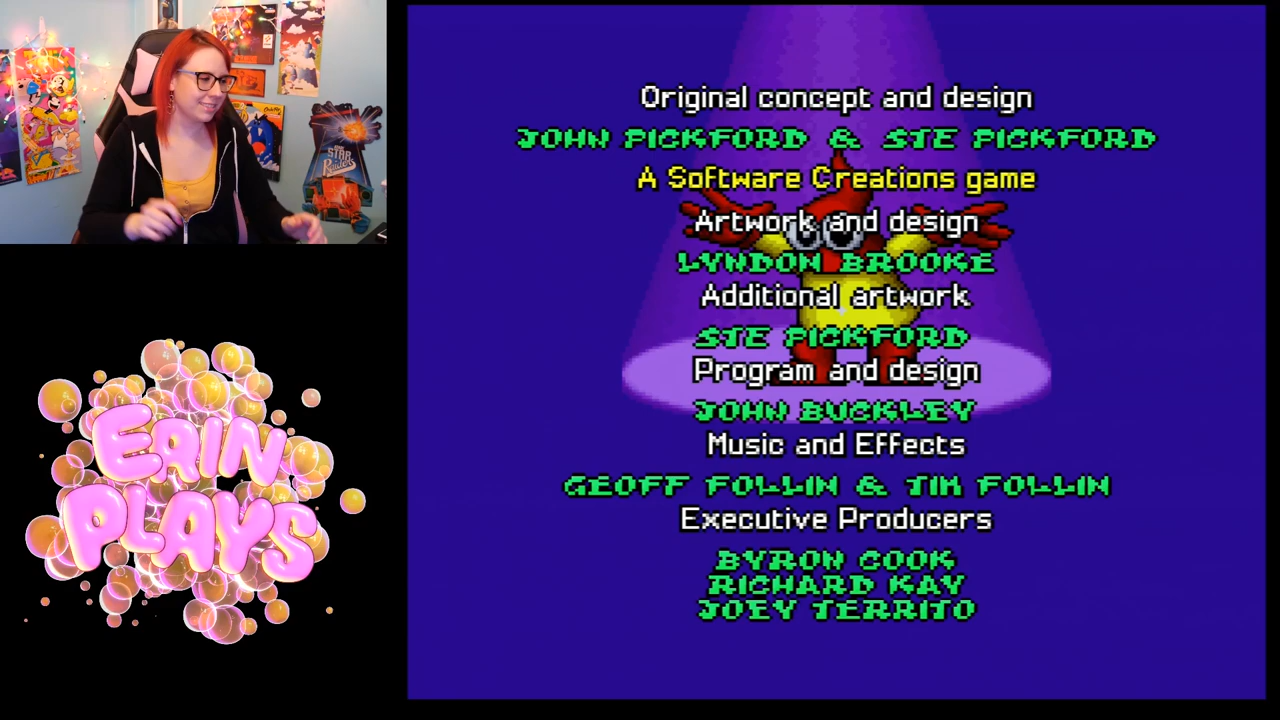 STAR
Raiders
ERIN
PLAYS
Original concept and design
JOHN PICKFORD & STE PICKFORD
A Software Creations game
Artwork and design
LYNDON BROOKE
Additional artwork
STE PICKFORD
Program and design
JOHN BUCKLEY
Music and Effects
GEOFF FOLLIN & TIM FOLLIN
Executive Producers
BYRON COOK
RICHARD KAY
JOEY TERRITO